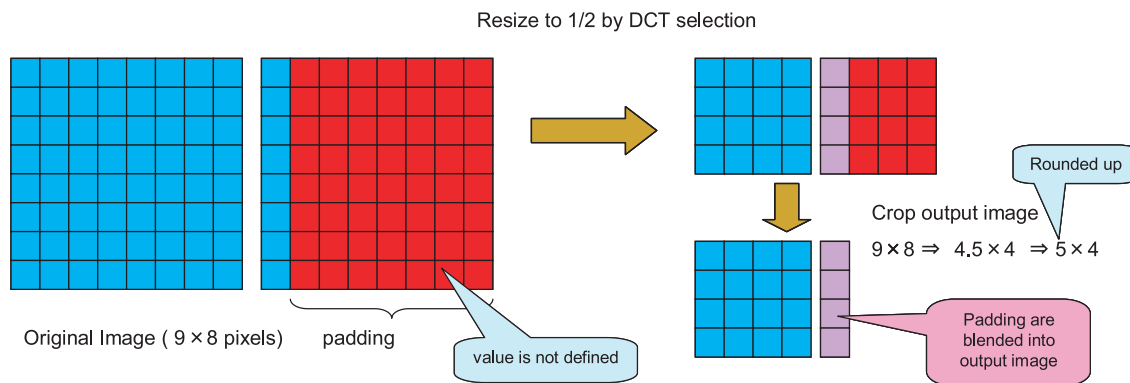 Resize to 1/2 by DCT selection
Rounded up
Crop output image
9×8 ⇒ 4.5×4 ⇒ 5×4
Original Image ( 9×8 pixels)
padding
value is not defined
Padding are
blended into
output image